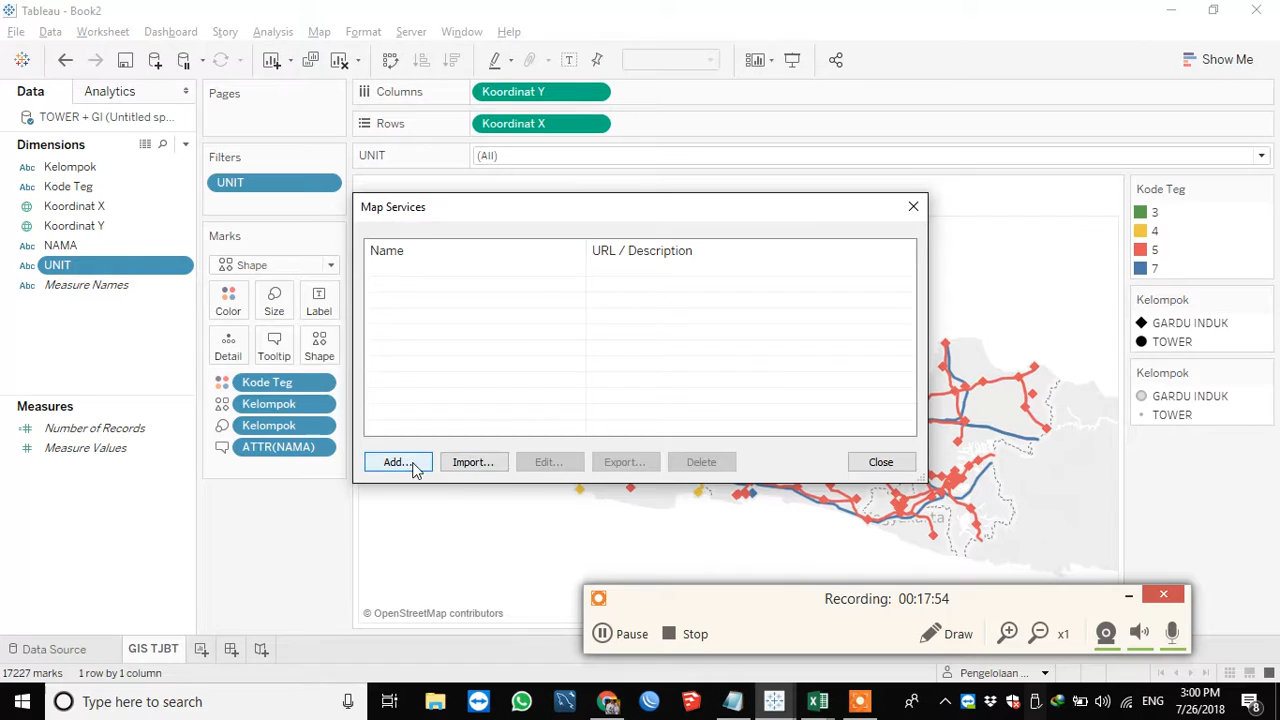 Tableau - Book2
File Data Worksheet Dashboard Story Analysis Map Format Server Window Help
Show Me
Data Analytics
TOWER + GI (Untitled sp...
Dimensions
Abc Kelompok
Abc Kode Teg
Koordinat X
Koordinat Y
Abc NAMA
Abc UNIT
Abc Measure Names
Measures
Number of Records
Measure Values
Pages
Filters
UNIT
Marks
Shape
Color Size Label
Detail Tooltip Shape
Kode Teg
Kelompok
Kelompok
ATTR(NAMA)
Columns Koordinat Y
Rows Koordinat X
UNIT (All)
Map Services
Name URL / Description
Add... Import... Edit... Export... Delete Close
© OpenStreetMap contributors
Kode Teg
3
4
5
7
Kelompok
GARDU INDUK
TOWER
Kelompok
GARDU INDUK
TOWER
Recording: 00:17:54
Pause Stop Draw x1
Data Source GIS TJBT
17227 marks 1 row by 1 column
Pengelolaan ...
Type here to search
ENG
3:00 PM
7/26/2018
8